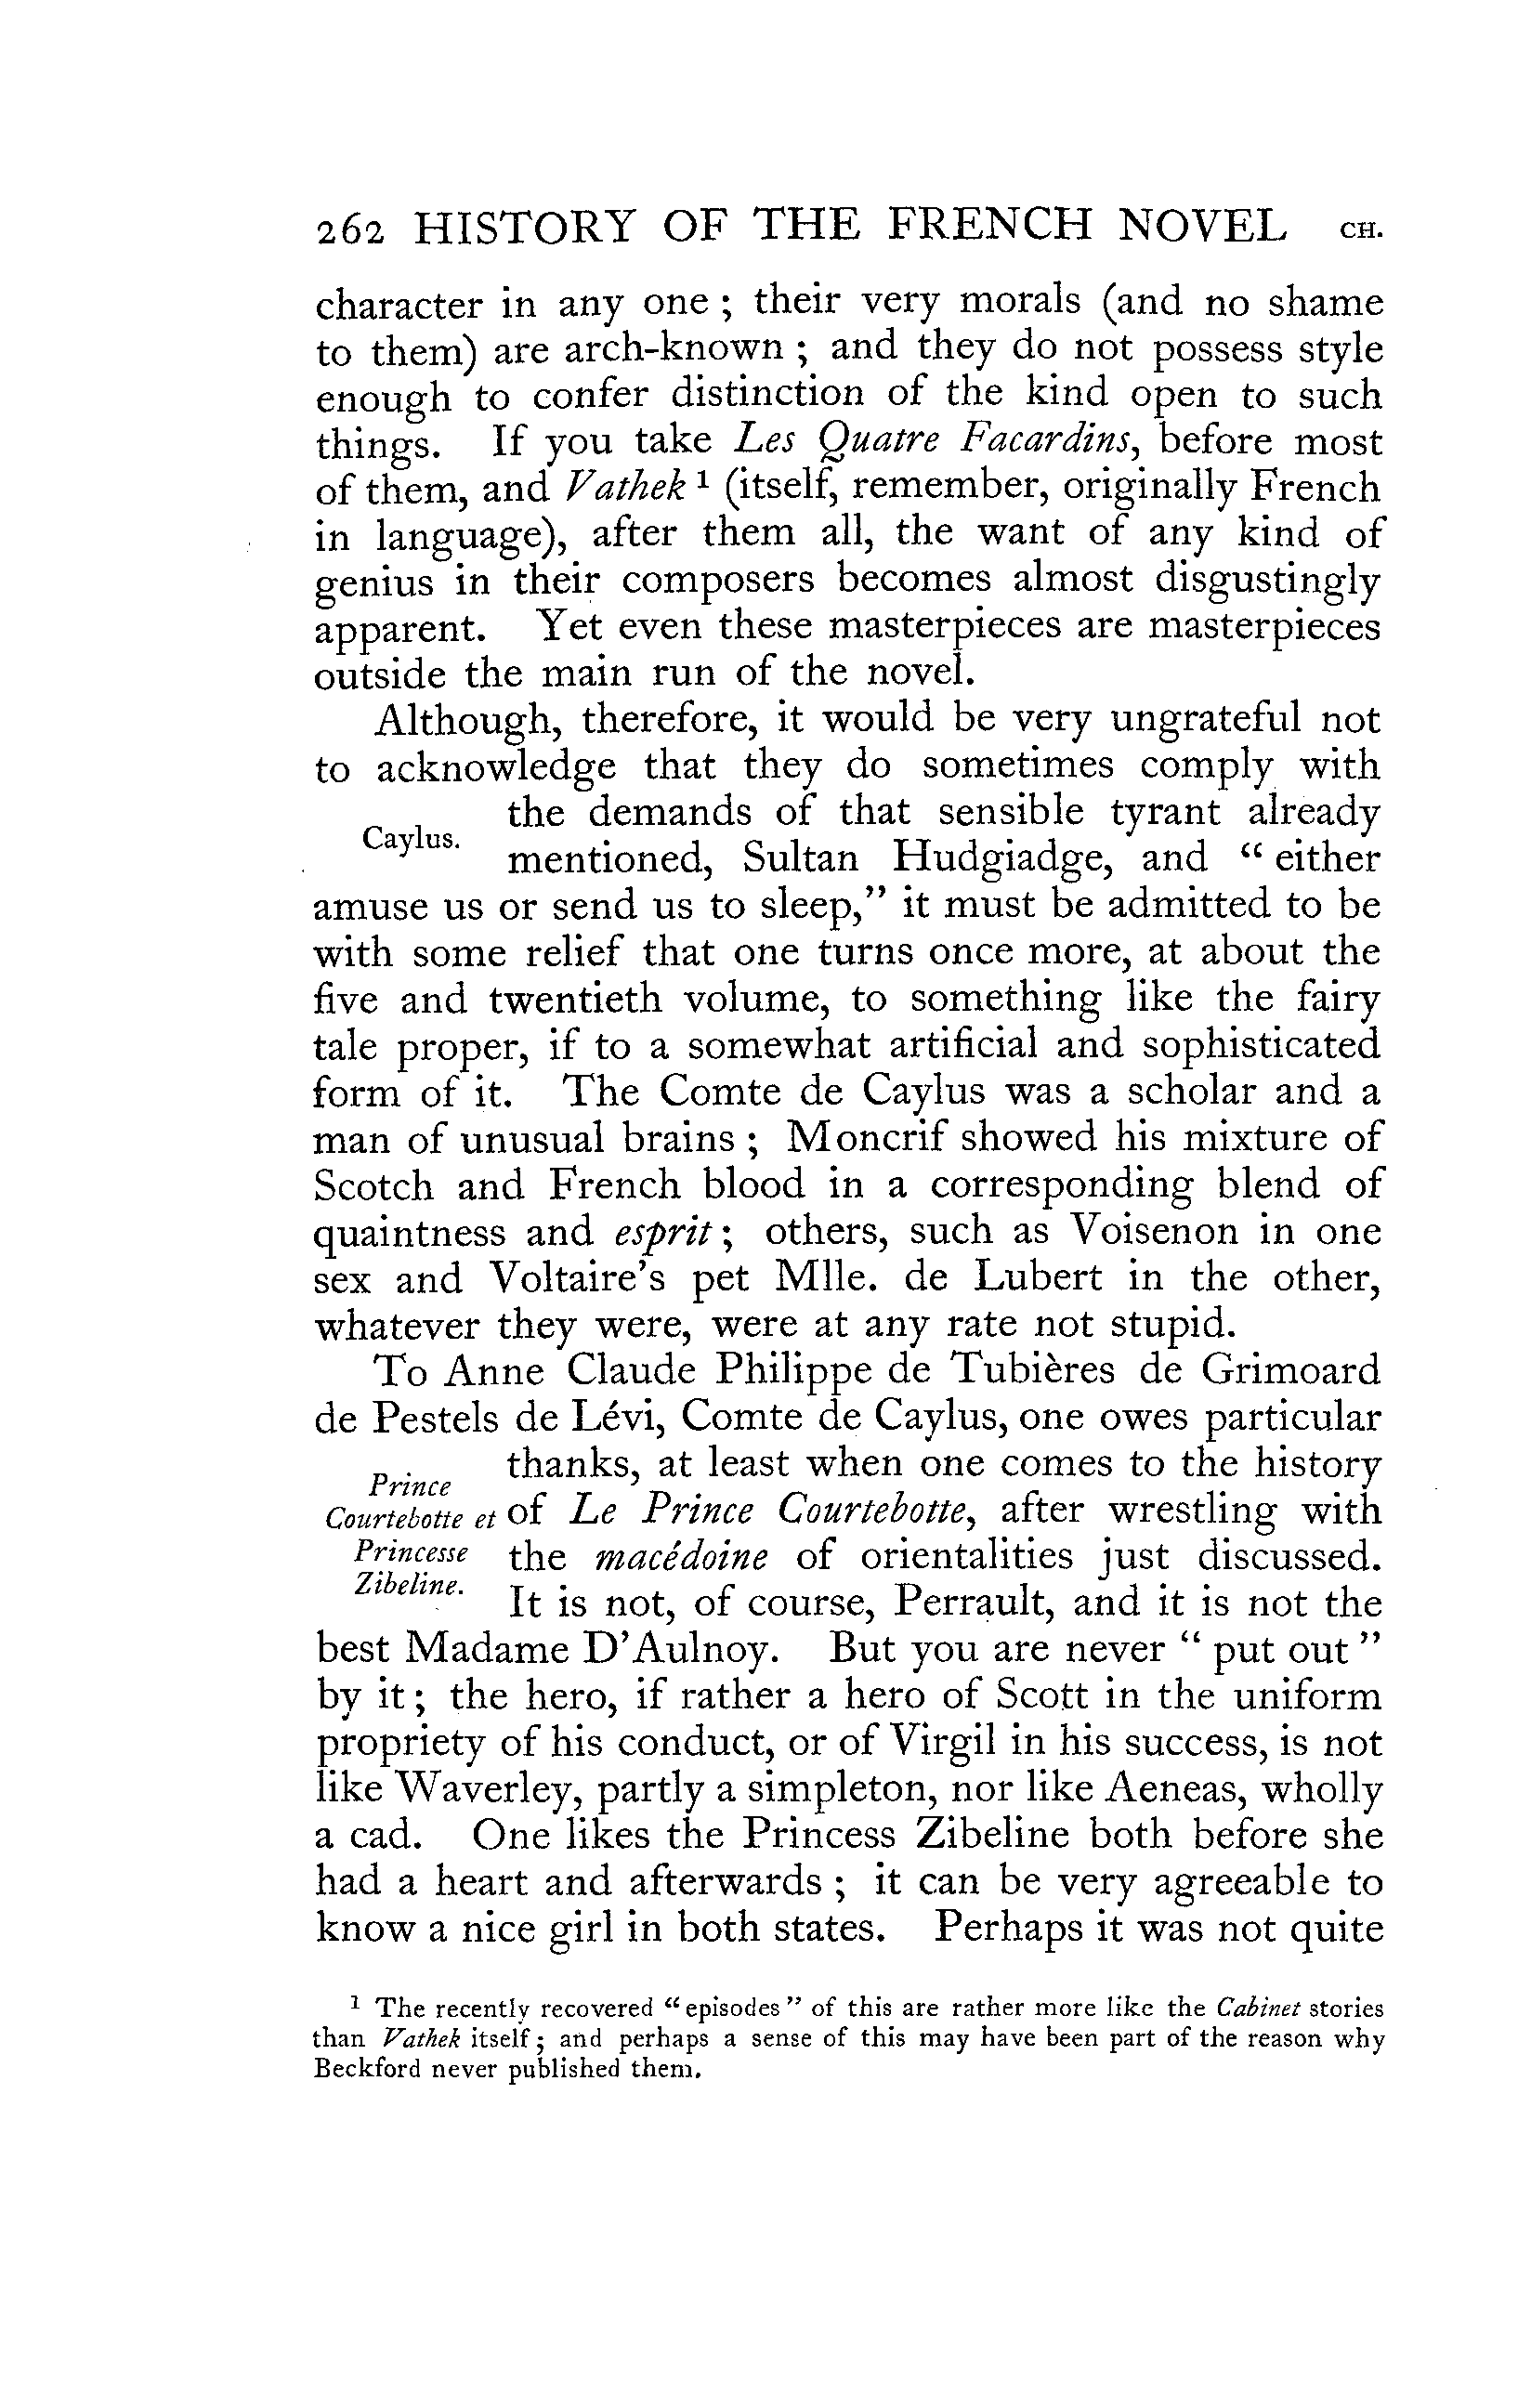 262 HISTORY OF THE FRENCH NOVEL CH.
character in any one ; their very morals (and no shame
to them) are arch-known ; and they do not possess style
enough to confer distinction of the kind open to such
things. If you take Les Quatre Facardins, before most
of them, and Vathek 1 (itself, remember, originally French
in language), after them all, the want of any kind of
genius in their composers becomes almost disgustingly
apparent. Yet even these masterpieces are masterpieces
outside the main run of the novel.
Although, therefore, it would be very ungrateful not
to acknowledge that they do sometimes comply with
the demands of that sensible tyrant already
Caylus.
mentioned, Sultan Hudgiadge, and “ either
amuse us or send us to sleep,” it must be admitted to be
with some relief that one turns once more, at about the
five and twentieth volume, to something like the fairy
tale proper, if to a somewhat artificial and sophisticated
form of it. The Comte de Caylus was a scholar and a
man of unusual brains ; Moncrif showed his mixture of
Scotch and French blood in a corresponding blend of
quaintness and esprit ; others, such as Voisenon in one
sex and Voltaire’s pet Mlle. de Lubert in the other,
whatever they were, were at any rate not stupid.
To Anne Claude Philippe de Tubières de Grimoard
de Pestels de Lévi, Comte de Caylus, one owes particular
thanks, at least when one comes to the history
Prince
Courtebotte et
Princesse
Zibeline.
of Le Prince Courtebotte, after wrestling with
the macédoine of orientalities just discussed.
It is not, of course, Perrault, and it is not the
best Madame D’Aulnoy. But you are never “ put out ”
by it ; the hero, if rather a hero of Scott in the uniform
propriety of his conduct, or of Virgil in his success, is not
like Waverley, partly a simpleton, nor like Aeneas, wholly
a cad. One likes the Princess Zibeline both before she
had a heart and afterwards ; it can be very agreeable to
know a nice girl in both states. Perhaps it was not quite
1 The recently recovered “ episodes ” of this are rather more like the Cabinet stories
than Vathek itself ; and perhaps a sense of this may have been part of the reason why
Beckford never published them.